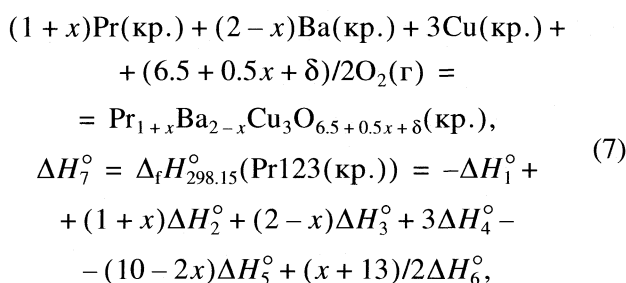 (1 + x)Pr(кр.) + (2 – x)Ba(кр.) + 3Cu(кр.) +
+ (6.5 + 0.5x + δ)/2O₂(г) =
= Pr₁ ₊ ₓBa₂ ₋ ₓCu₃O₆.₅ ₊ ₀.₅ₓ ₊ δ(кр.),
ΔH°₇ = Δ_fH°₂₉₈.₁₅(Pr123(кр.)) = –ΔH°₁ + (7)
+ (1 + x)ΔH°₂ + (2 – x)ΔH°₃ + 3ΔH°₄ –
– (10 – 2x)ΔH°₅ + (x + 13)/2ΔH°₆,